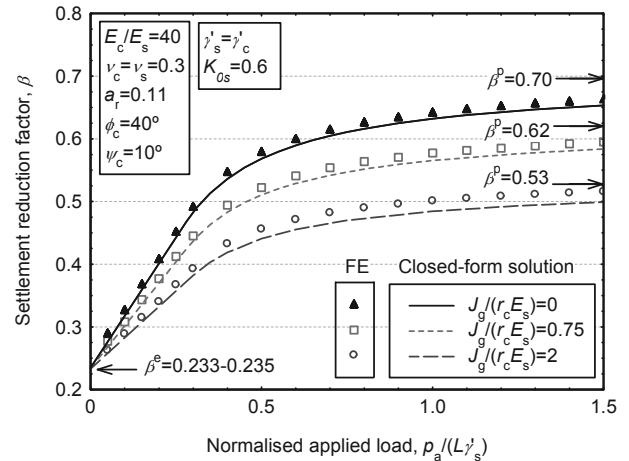 0.8
0.7
0.6
0.5
0.4
0.3
0.2
Settlement reduction factor, β
E_c/E_s=40
ν_c=ν_s=0.3
a_r=0.11
ϕ_c=40º
ψ_c=10º
γ'_s=γ'_c
K_0s=0.6
β^p=0.70
β^p=0.62
β^p=0.53
FE
Closed-form solution
J_g/(r_cE_s)=0
J_g/(r_cE_s)=0.75
J_g/(r_cE_s)=2
β^e=0.233-0.235
0 0.5 1.0 1.5
Normalised applied load, p_a/(Lγ'_s)